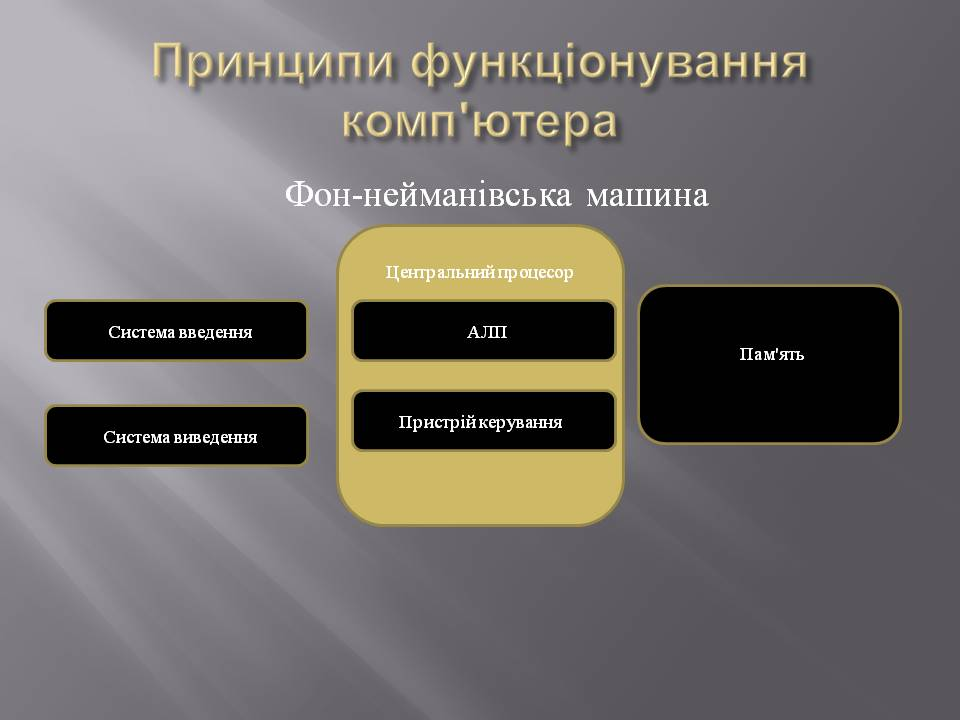 Принципи функціонування
комп'ютера
Фон-нейманівська машина
Центральний процесор
Система введення
АЛП
Пам'ять
Пристрій керування
Система виведення